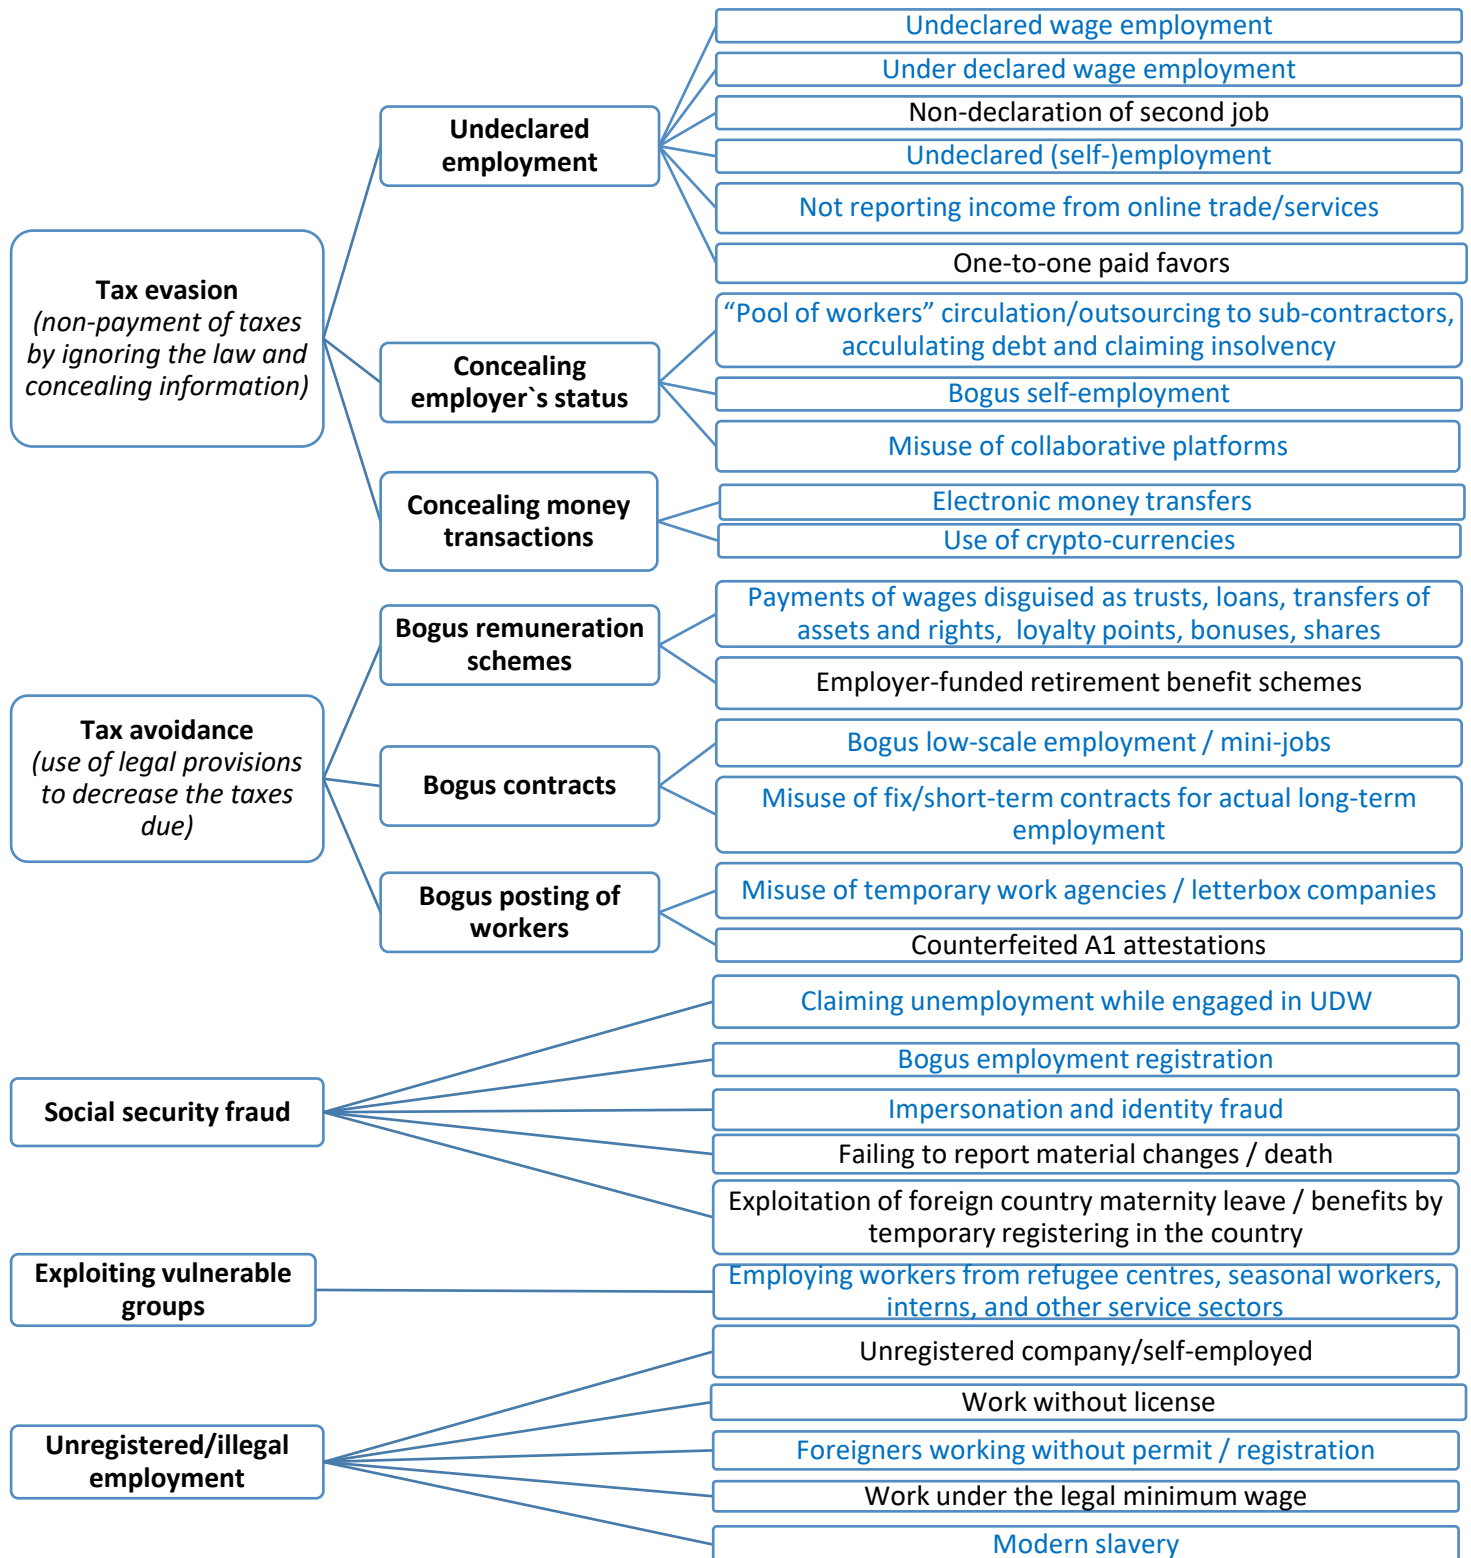 Tax evasion
(non-payment of taxes
by ignoring the law and
concealing information)
Undeclared
employment
Undeclared wage employment
Under declared wage employment
Non-declaration of second job
Undeclared (self-)employment
Not reporting income from online trade/services
One-to-one paid favors
Concealing
employer`s status
“Pool of workers” circulation/outsourcing to sub-contractors,
accululating debt and claiming insolvency
Bogus self-employment
Misuse of collaborative platforms
Concealing money
transactions
Electronic money transfers
Use of crypto-currencies
Tax avoidance
(use of legal provisions
to decrease the taxes
due)
Bogus remuneration
schemes
Payments of wages disguised as trusts, loans, transfers of
assets and rights, loyalty points, bonuses, shares
Employer-funded retirement benefit schemes
Bogus contracts
Bogus low-scale employment / mini-jobs
Misuse of fix/short-term contracts for actual long-term
employment
Bogus posting of
workers
Misuse of temporary work agencies / letterbox companies
Counterfeited A1 attestations
Social security fraud
Claiming unemployment while engaged in UDW
Bogus employment registration
Impersonation and identity fraud
Failing to report material changes / death
Exploitation of foreign country maternity leave / benefits by
temporary registering in the country
Exploiting vulnerable
groups
Employing workers from refugee centres, seasonal workers,
interns, and other service sectors
Unregistered/illegal
employment
Unregistered company/self-employed
Work without license
Foreigners working without permit / registration
Work under the legal minimum wage
Modern slavery